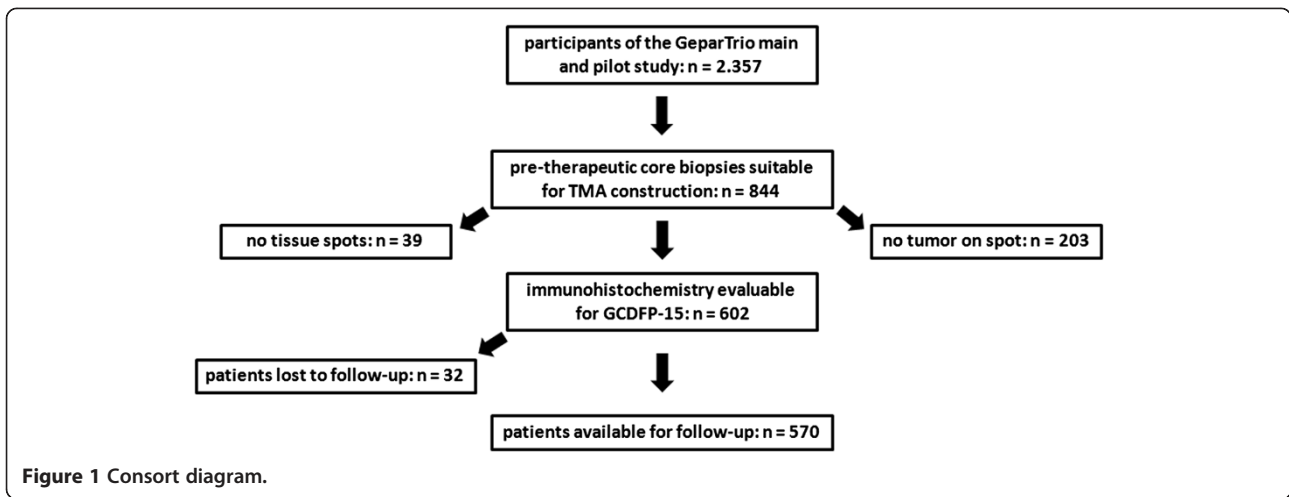 participants of the GeparTrio main
and pilot study: n = 2.357
pre-therapeutic core biopsies suitable
for TMA construction: n = 844
no tissue spots: n = 39
no tumor on spot: n = 203
immunohistochemistry evaluable
for GCDFP-15: n = 602
patients lost to follow-up: n = 32
patients available for follow-up: n = 570
Figure 1 Consort diagram.